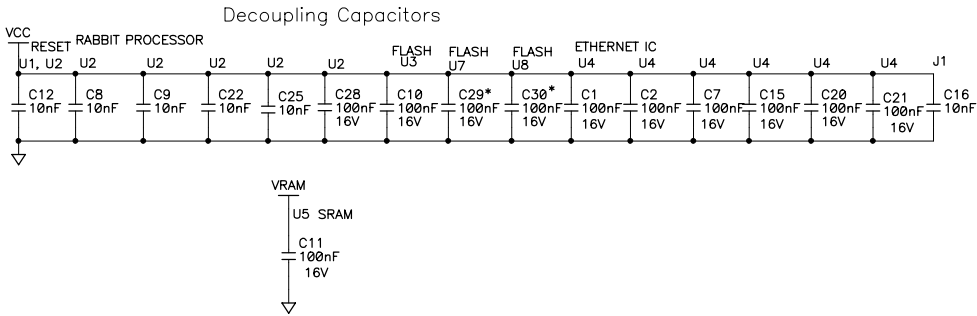 Decoupling Capacitors
VCC
RESET RABBIT PROCESSOR FLASH FLASH FLASH ETHERNET IC
U1, U2 U2 U2 U2 U2 U2 U3 U7 U8 U4 U4 U4 U4 U4 U4 J1
C12 C8 C9 C22 C25 C28 C10 C29* C30* C1 C2 C7 C15 C20 C21 C16
10nF 10nF 10nF 10nF 10nF 100nF 100nF 100nF 100nF 100nF 100nF 100nF 100nF 100nF 100nF 10nF
16V 16V 16V 16V 16V 16V 16V 16V 16V 16V
VRAM
U5 SRAM
C11
100nF
16V